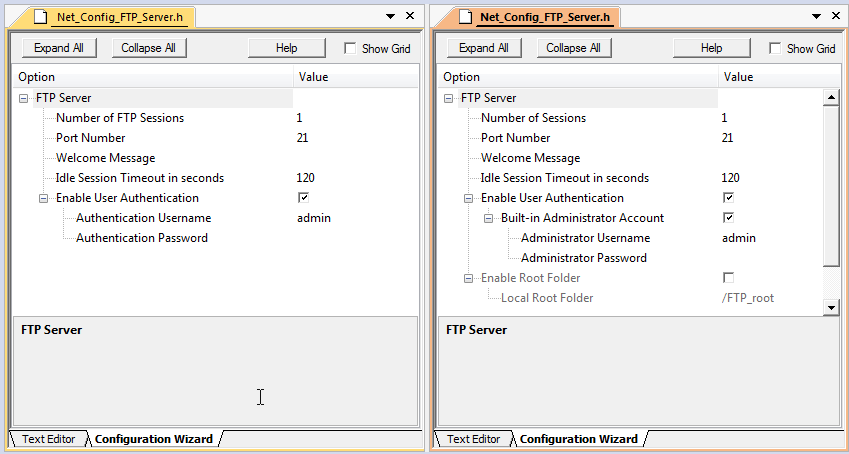 Net_Config_FTP_Server.h
Expand All Collapse All Help Show Grid
Option Value
FTP Server
Number of FTP Sessions 1
Port Number 21
Welcome Message
Idle Session Timeout in seconds 120
Enable User Authentication
Authentication Username admin
Authentication Password
FTP Server
Text Editor Configuration Wizard
Net_Config_FTP_Server.h
Expand All Collapse All Help Show Grid
Option Value
FTP Server
Number of Sessions 1
Port Number 21
Welcome Message
Idle Session Timeout in seconds 120
Enable User Authentication
Built-in Administrator Account
Administrator Username admin
Administrator Password
Enable Root Folder
Local Root Folder /FTP_root
FTP Server
Text Editor Configuration Wizard